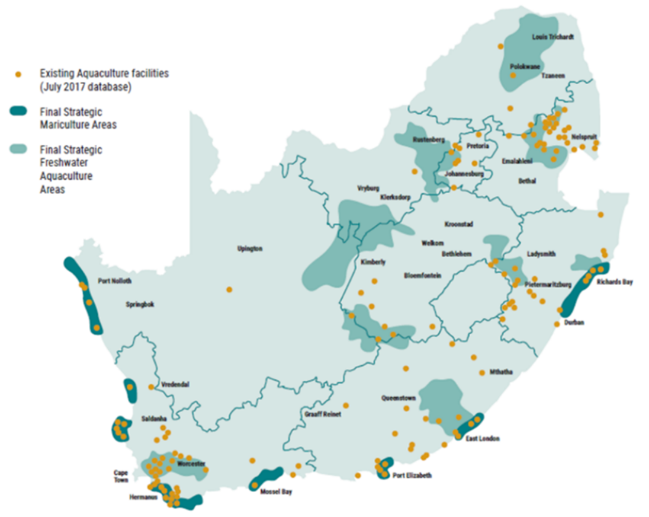 Existing Aquaculture facilities
(July 2017 database)
Final Strategic
Mariculture Areas
Final Strategic
Freshwater
Aquaculture
Areas
Louis Trichardt
Polokwane
Tzaneen
Rustenberg
Pretoria
Nelspruit
Johannesburg
Emalahleni
Bethal
Vryburg
Klerksdorp
Kroonstad
Upington
Welkom
Bethlehem
Ladysmith
Kimberly
Bloemfontein
Port Nolloth
Pietermaritzburg
Richards Bay
Springbok
Durban
Vredendal
Mthatha
Queenstown
Saldanha
Graaff Reinet
East London
Worcester
Cape
Town
Port Elizabeth
Hermanus
Mossel Bay